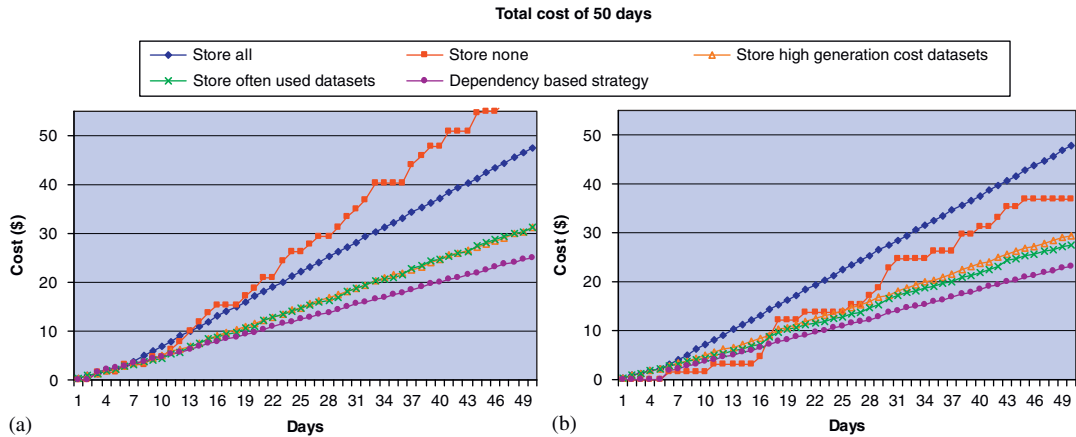 Total cost of 50 days
Store all
Store none
Store high generation cost datasets
Store often used datasets
Dependency based strategy
50
40
30
20
10
0
Cost ($)
1 4 7 10 13 16 19 22 25 28 31 34 37 40 43 46 49
Days
(a)
50
40
30
20
10
0
Cost ($)
1 4 7 10 13 16 19 22 25 28 31 34 37 40 43 46 49
Days
(b)